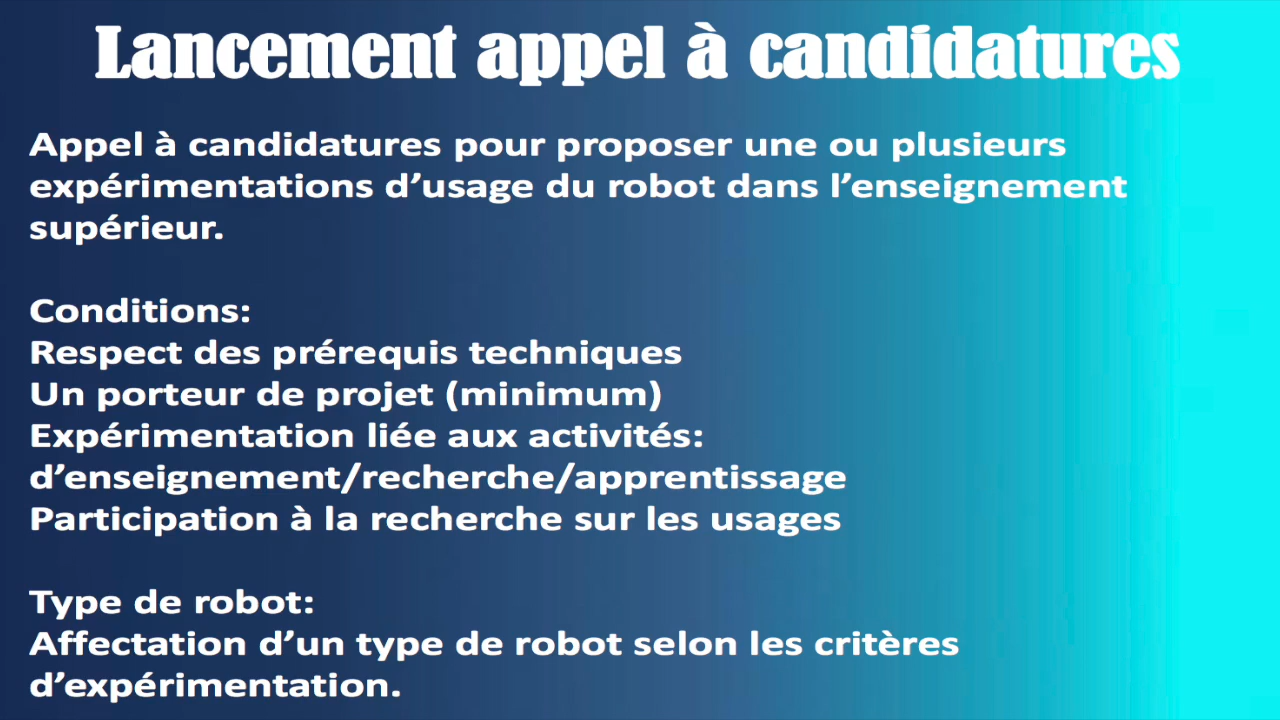 Lancement appel à candidatures
Appel à candidatures pour proposer une ou plusieurs
expérimentations d’usage du robot dans l’enseignement
supérieur.
Conditions:
Respect des prérequis techniques
Un porteur de projet (minimum)
Expérimentation liée aux activités:
d’enseignement/recherche/apprentissage
Participation à la recherche sur les usages
Type de robot:
Affectation d’un type de robot selon les critères
d’expérimentation.